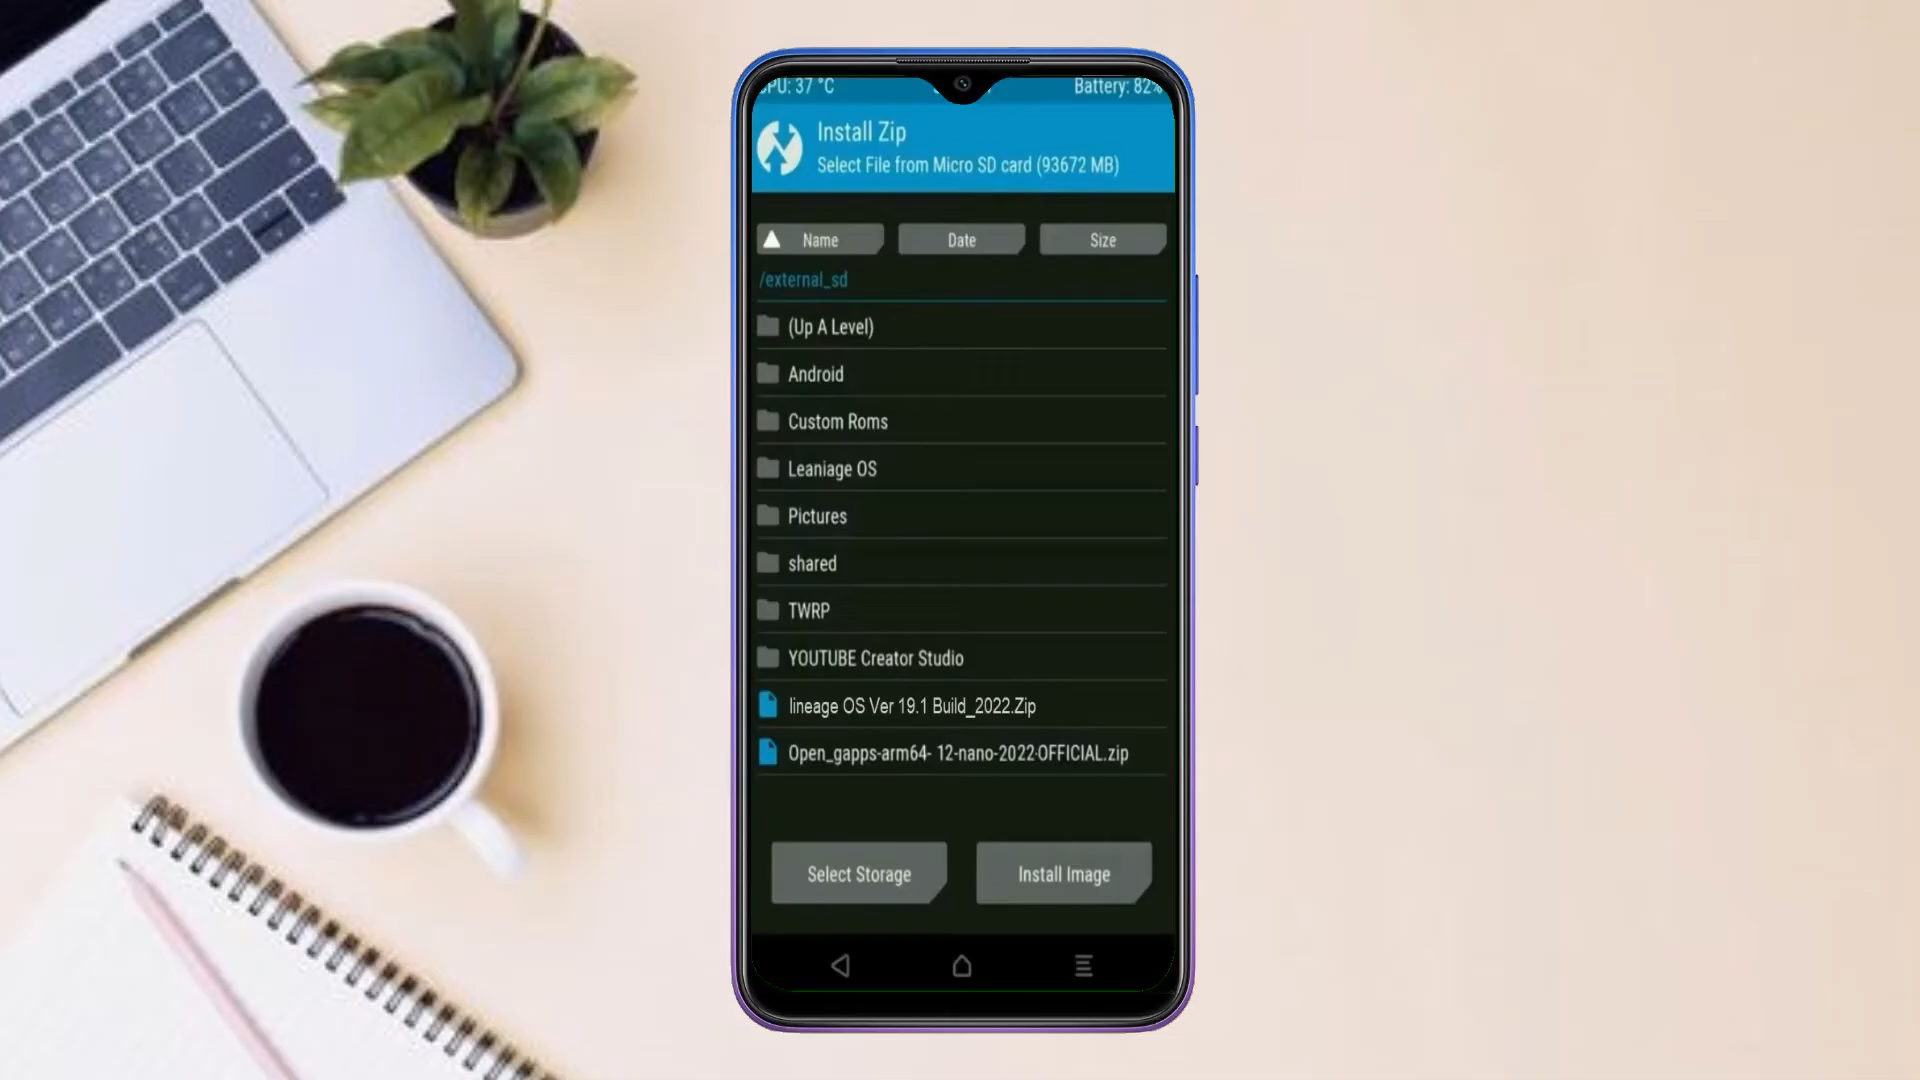 CPU: 37 °C
Battery: 82%
Install Zip
Select File from Micro SD card (93672 MB)
Name
Date
Size
/external_sd
(Up A Level)
Android
Custom Roms
Leaniage OS
Pictures
shared
TWRP
YOUTUBE Creator Studio
lineage OS Ver 19.1 Build_2022.Zip
Open_gapps-arm64- 12-nano-2022-OFFICIAL.zip
Select Storage
Install Image